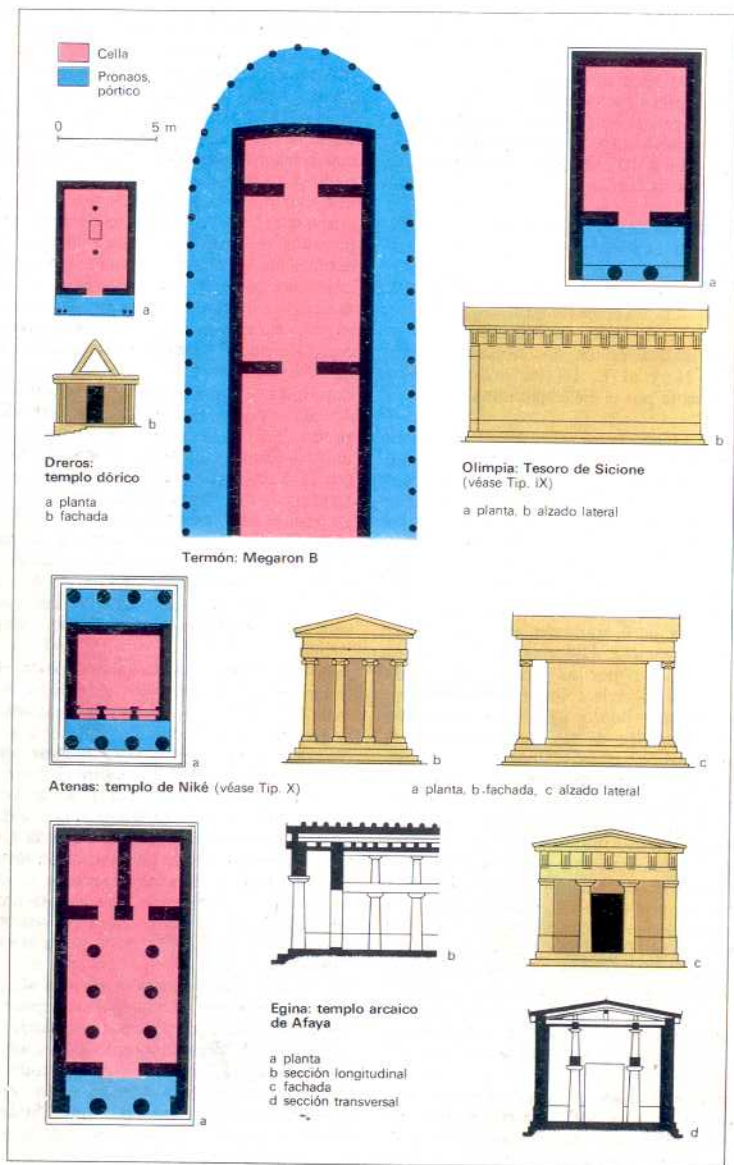 Cella
Pronaos,
pórtico
0 5 m
a
b
Dreros:
templo dórico
a planta
b fachada
Termón: Megaron B
a
b
Olimpia: Tesoro de Sicione
(véase Tip. IX)
a planta, b alzado lateral
a
b
c
Atenas: templo de Niké (véase Tip. X)
a planta, b fachada, c alzado lateral
a
b
c
Egina: templo arcaico
de Afaya
a planta
b sección longitudinal
c fachada
d sección transversal
d